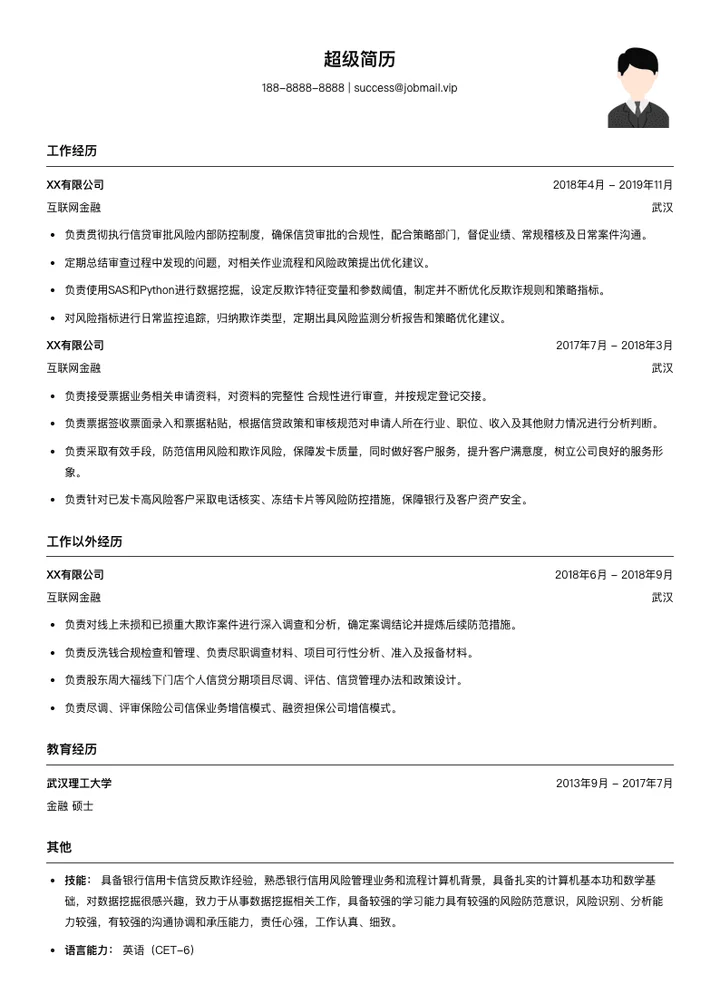 超级简历
188-8888-8888 | success@jobmail.vip
工作经历
XX有限公司 2018年4月 – 2019年11月
互联网金融 武汉
• 负责贯彻执行信贷审批风险内部防控制度，确保信贷审批的合规性，配合策略部门，督促业绩、常规稽核及日常案件沟通。
• 定期总结审查过程中发现的问题，对相关作业流程和风险政策提出优化建议。
• 负责使用SAS和Python进行数据挖掘，设定反欺诈特征变量和参数阈值，制定并不断优化反欺诈规则和策略指标。
• 对风险指标进行日常监控追踪，归纳欺诈类型，定期出具风险监测分析报告和策略优化建议。
XX有限公司 2017年7月 – 2018年3月
互联网金融 武汉
• 负责接受票据业务相关申请资料，对资料的完整性 合规性进行审查，并按规定登记交接。
• 负责票据签收票面录入和票据粘贴，根据信贷政策和审核规范对申请人所在行业、职位、收入及其他财力情况进行分析判断。
• 负责采取有效手段，防范信用风险和欺诈风险，保障发卡质量，同时做好客户服务，提升客户满意度，树立公司良好的服务形
象。
• 负责针对已发卡高风险客户采取电话核实、冻结卡片等风险防控措施，保障银行及客户资产安全。
工作以外经历
XX有限公司 2018年6月 – 2018年9月
互联网金融 武汉
• 负责对线上未损和已损重大欺诈案件进行深入调查和分析，确定案调结论并提炼后续防范措施。
• 负责反洗钱合规检查和管理、负责尽职调查材料、项目可行性分析、准入及报备材料。
• 负责股东周大福线下门店个人信贷分期项目尽调、评估、信贷管理办法和政策设计。
• 负责尽调、评审保险公司信保业务增信模式、融资担保公司增信模式。
教育经历
武汉理工大学 2013年9月 – 2017年7月
金融 硕士
其他
• 技能： 具备银行信用卡信贷反欺诈经验，熟悉银行信用风险管理业务和流程计算机背景，具备扎实的计算机基本功和数学基
础，对数据挖掘很感兴趣，致力于从事数据挖掘相关工作，具备较强的学习能力具有较强的风险防范意识，风险识别、分析能
力较强，有较强的沟通协调和承压能力，责任心强，工作认真、细致。
• 语言能力： 英语（CET-6）